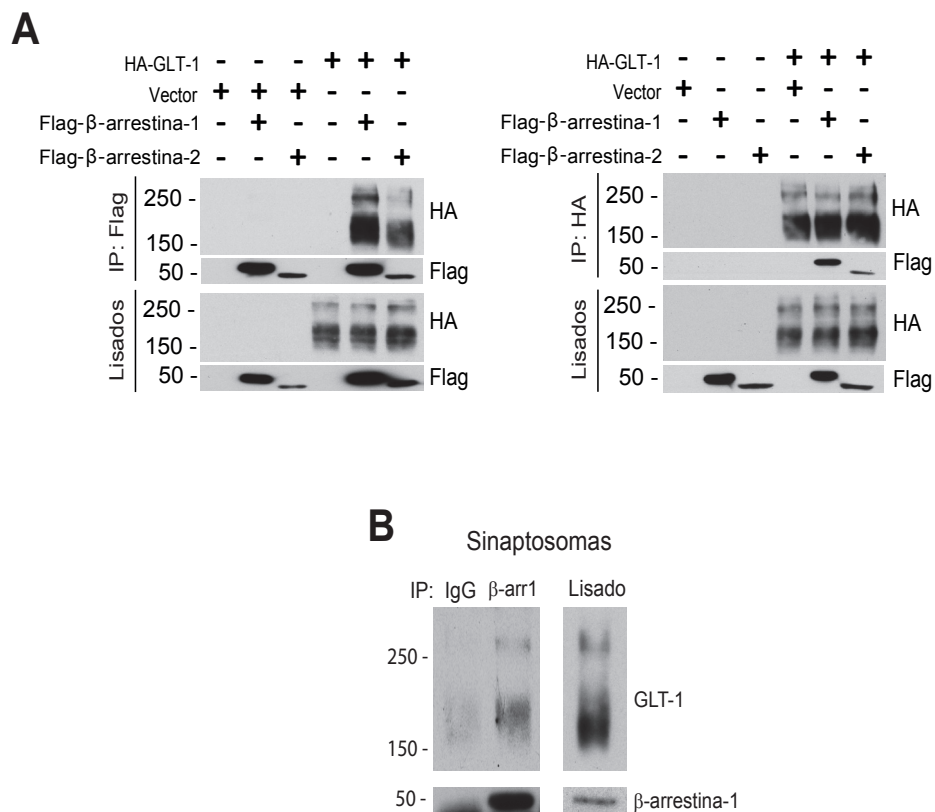 A
HA-GLT-1 - - - + + +
Vector + + + - - -
Flag-β-arrestina-1 - + - - + -
Flag-β-arrestina-2 - - + - - +
IP: Flag
250 -
HA
150 -
50 -
Flag
Lisados
250 -
HA
150 -
50 -
Flag
HA-GLT-1 - - - + + +
Vector + - - + - -
Flag-β-arrestina-1 - + - - + -
Flag-β-arrestina-2 - - + - - +
IP: HA
250 -
HA
150 -
50 -
Flag
Lisados
250 -
HA
150 -
50 -
Flag
B
Sinaptosomas
IP: IgG β-arr1 Lisado
250 -
GLT-1
150 -
50 -
β-arrestina-1